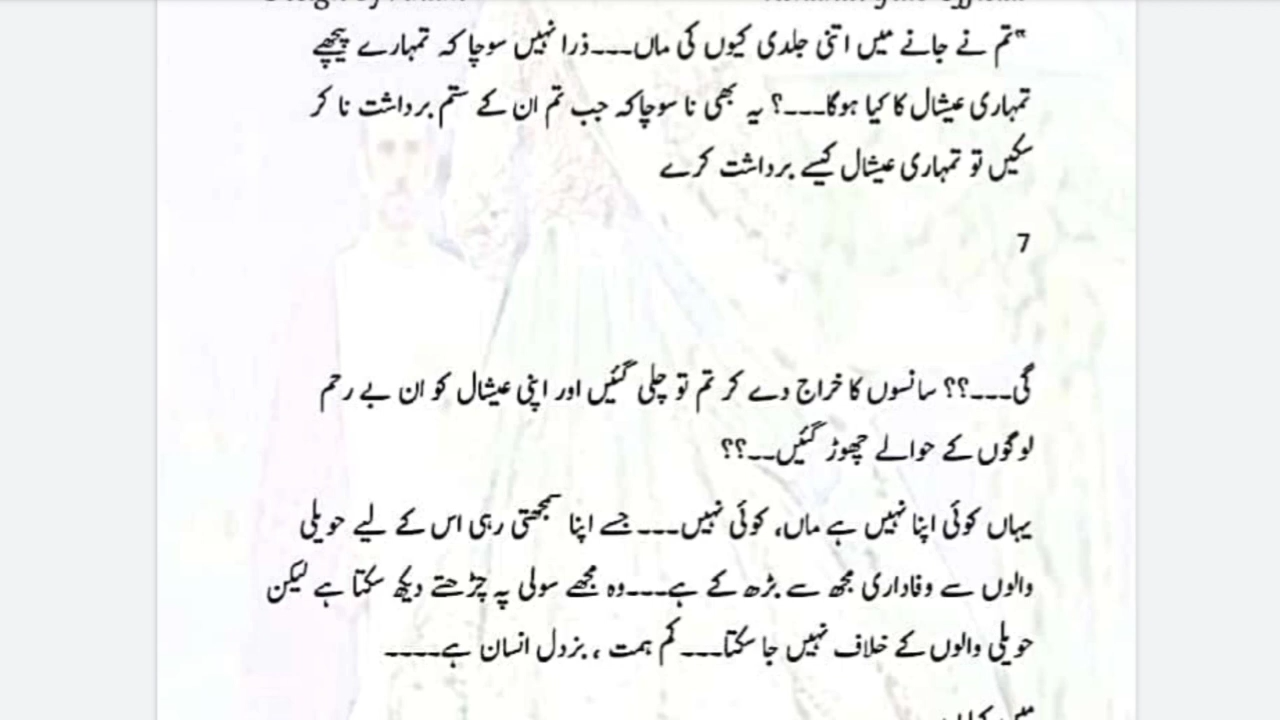 "تم نے جانے میں اتنی جلدی کیوں کی ماں---ذرا نہیں سوچا کہ تمہارے پیچھے
تمہاری عیشال کا کیا ہوگا---؟ یہ بھی نا سوچا کہ جب تم ان کے ستم برداشت نا کر
سکیں تو تمہاری عیشال کیسے برداشت کرے
7
گی---؟؟ سانسوں کا خراج دے کر تم تو چلی گئیں اور اپنی عیشال کو ان بے رحم
لوگوں کے حوالے چھوڑ گئیں--؟؟
یہاں کوئی اپنا نہیں ہے ماں، کوئی نہیں--- جسے اپنا سمجھتی رہی اس کے لیے حویلی
والوں سے وفاداری مجھ سے بڑھ کے ہے---وہ مجھے سولی پہ چڑھتے دیکھ سکتا ہے لیکن
حویلی والوں کے خلاف نہیں جا سکتا--- کم ہمت ، بزدل انسان ہے----